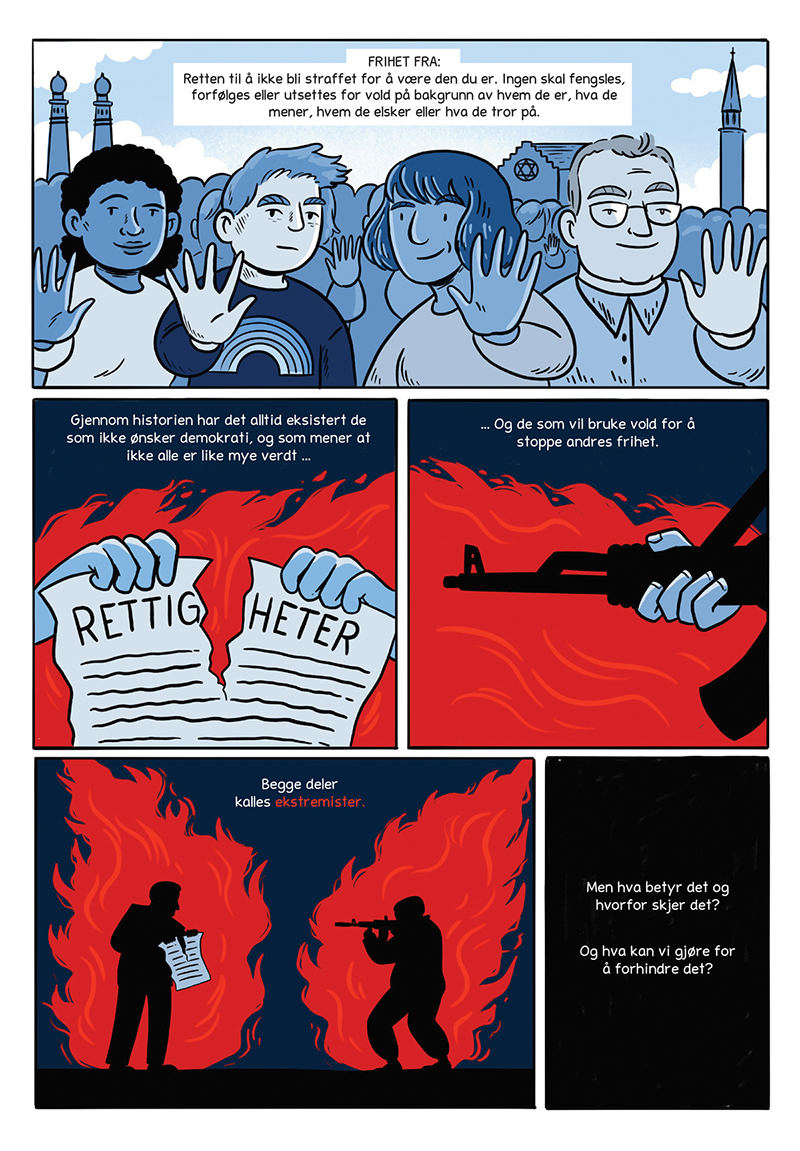 FRIHET FRA:
Retten til å ikke bli straffet for å være den du er. Ingen skal fengsles,
forfølges eller utsettes for vold på bakgrunn av hvem de er, hva de
mener, hvem de elsker eller hva de tror på.
Gjennom historien har det alltid eksistert de
som ikke ønsker demokrati, og som mener at
ikke alle er like mye verdt ...
RETTIG HETER
... Og de som vil bruke vold for å
stoppe andres frihet.
Begge deler
kalles ekstremister.
Men hva betyr det og
hvorfor skjer det?
Og hva kan vi gjøre for
å forhindre det?